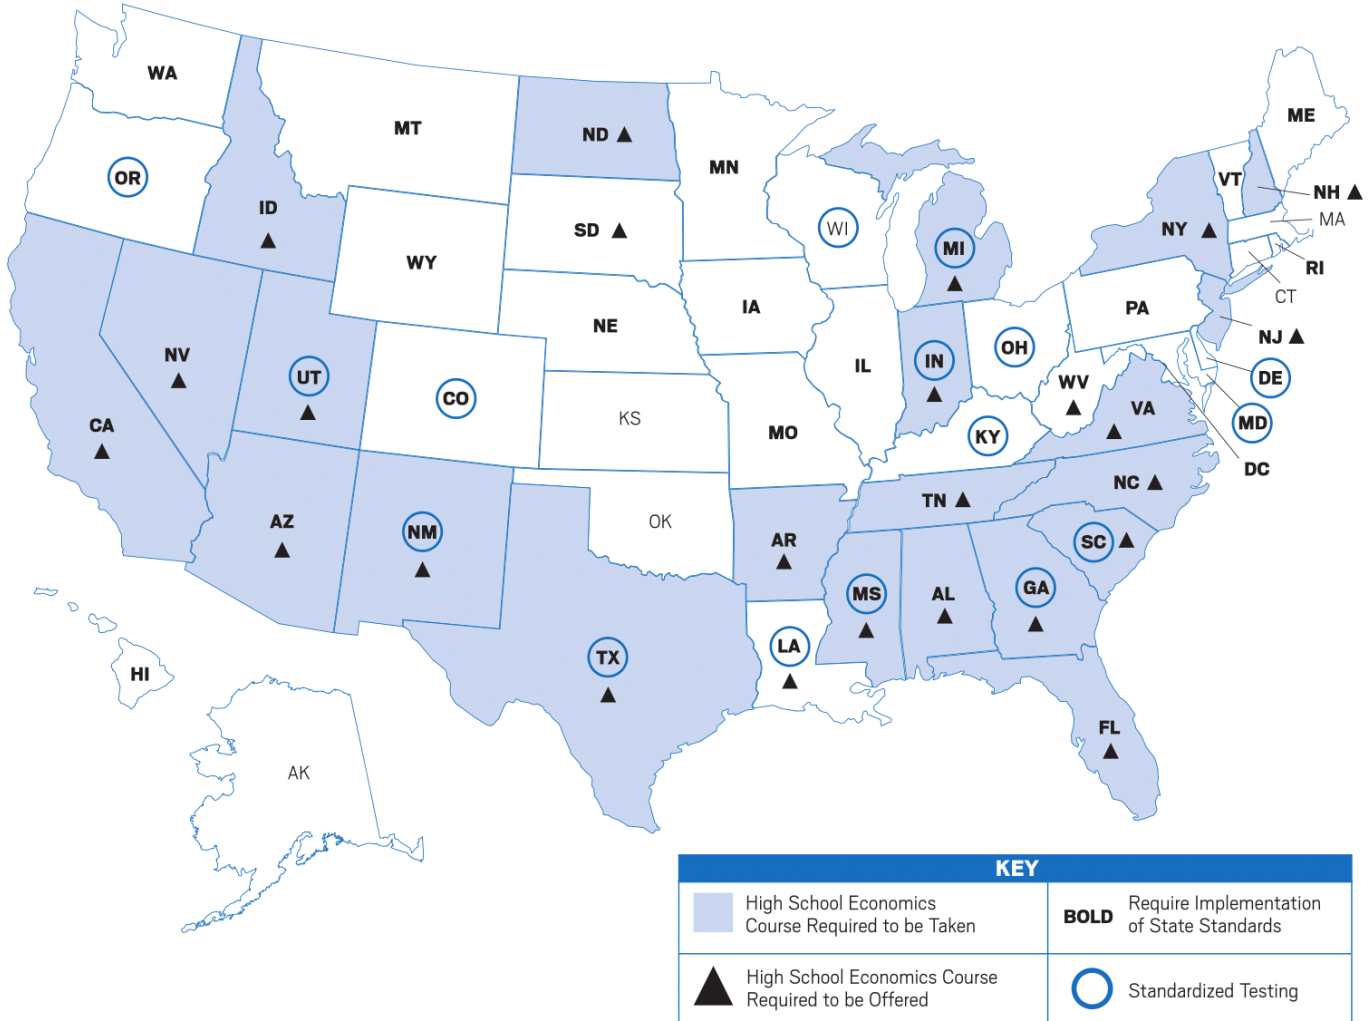 WA
ME
MT
ND
MN
VT
OR
NH
ID
MA
SD
NY
WI
MI
WY
RI
CT
IA
PA
NE
NJ
NV
OH
IN
IL
UT
DE
WV
CO
VA
KS
CA
MD
MO
KY
DC
NC
TN
AZ
OK
NM
AR
SC
GA
MS
AL
LA
TX
HI
FL
AK
KEY
High School Economics
Course Required to be Taken
BOLD
Require Implementation
of State Standards
High School Economics Course
Required to be Offered
Standardized Testing